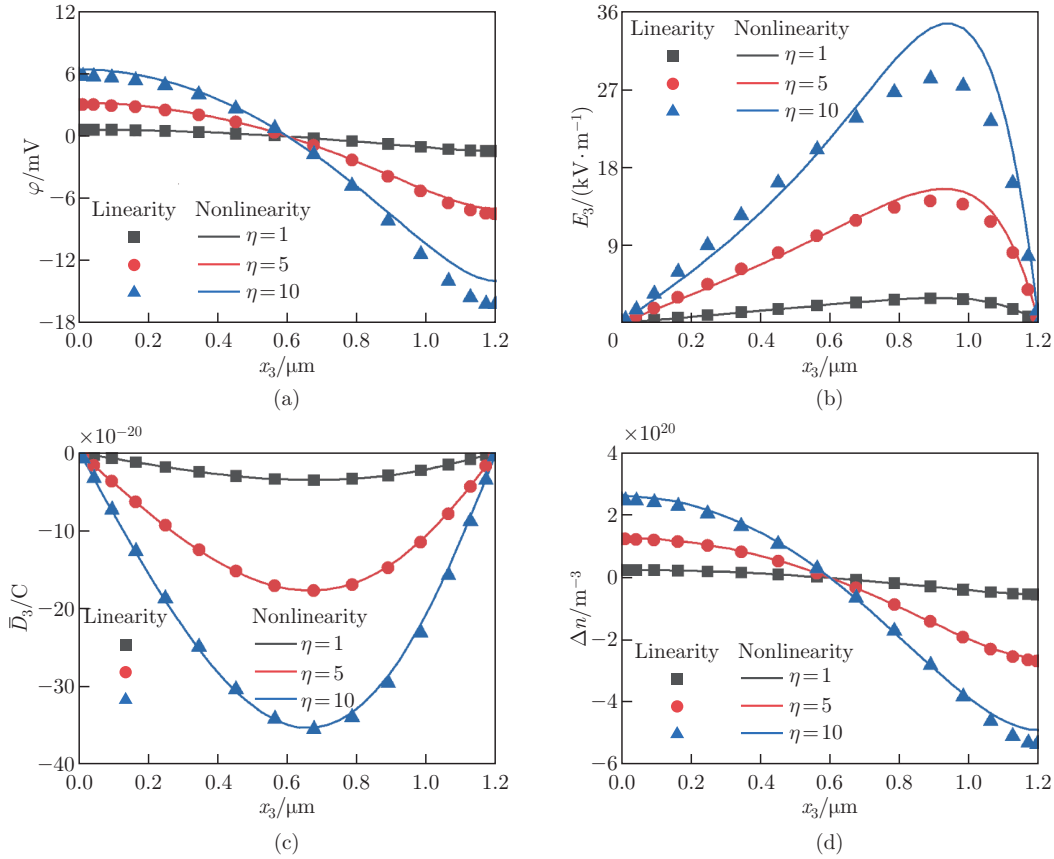 12
6
0
−6
−12
−18
φ/mV
Linearity Nonlinearity
η=1
η=5
η=10
0.0 0.2 0.4 0.6 0.8 1.0 1.2
x₃/μm
(a)
36
27
18
9
E₃/(kV·m⁻¹)
Linearity Nonlinearity
η=1
η=5
η=10
0 0.2 0.4 0.6 0.8 1.0 1.2
x₃/μm
(b)
×10⁻²⁰
0
−10
−20
−30
−40
D̅₃/C
Linearity Nonlinearity
η=1
η=5
η=10
0.0 0.2 0.4 0.6 0.8 1.0 1.2
x₃/μm
(c)
×10²⁰
4
2
0
−2
−4
−6
Δn/m⁻³
Linearity Nonlinearity
η=1
η=5
η=10
0.0 0.2 0.4 0.6 0.8 1.0 1.2
x₃/μm
(d)